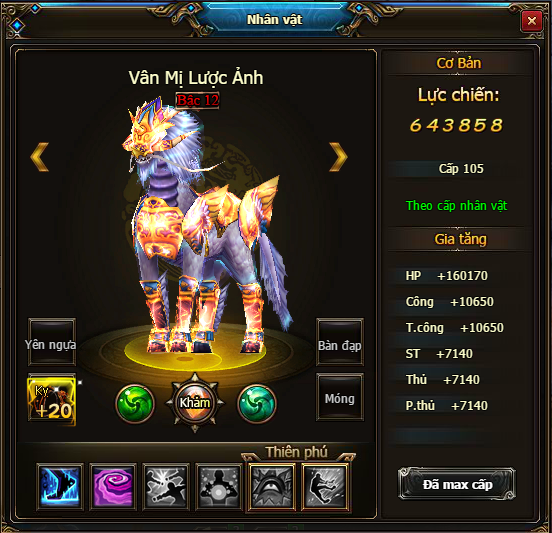 Nhân vật
Vân Mị Lược Ảnh
Bậc 12
Yên ngựa
Bàn đạp
+20
Khảm
Móng
Thiên phú
Cơ Bản
Lực chiến:
643858
Cấp 105
Theo cấp nhân vật
Gia tăng
HP +160170
Công +10650
T.công +10650
ST +7140
Thủ +7140
P.thủ +7140
Đã max cấp